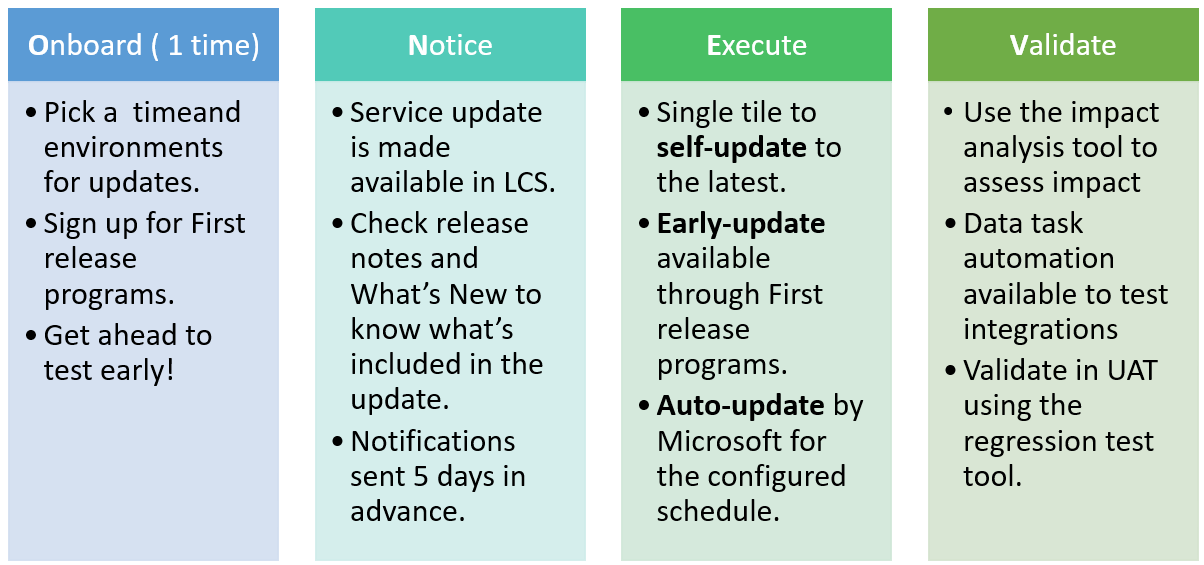 Onboard ( 1 time)
• Pick a  timeand
environments
for updates.
• Sign up for First
release
programs.
• Get ahead to
test early!
Notice
• Service update
is made
available in LCS.
• Check release
notes and
What's New to
know what's
included in the
update.
• Notifications
sent 5 days in
advance.
Execute
• Single tile to
self-update to
the latest.
• Early-update
available
through First
release
programs.
• Auto-update by
Microsoft for
the configured
schedule.
Validate
• Use the impact
analysis tool to
assess impact
• Data task
automation
available to test
integrations
• Validate in UAT
using the
regression test
tool.